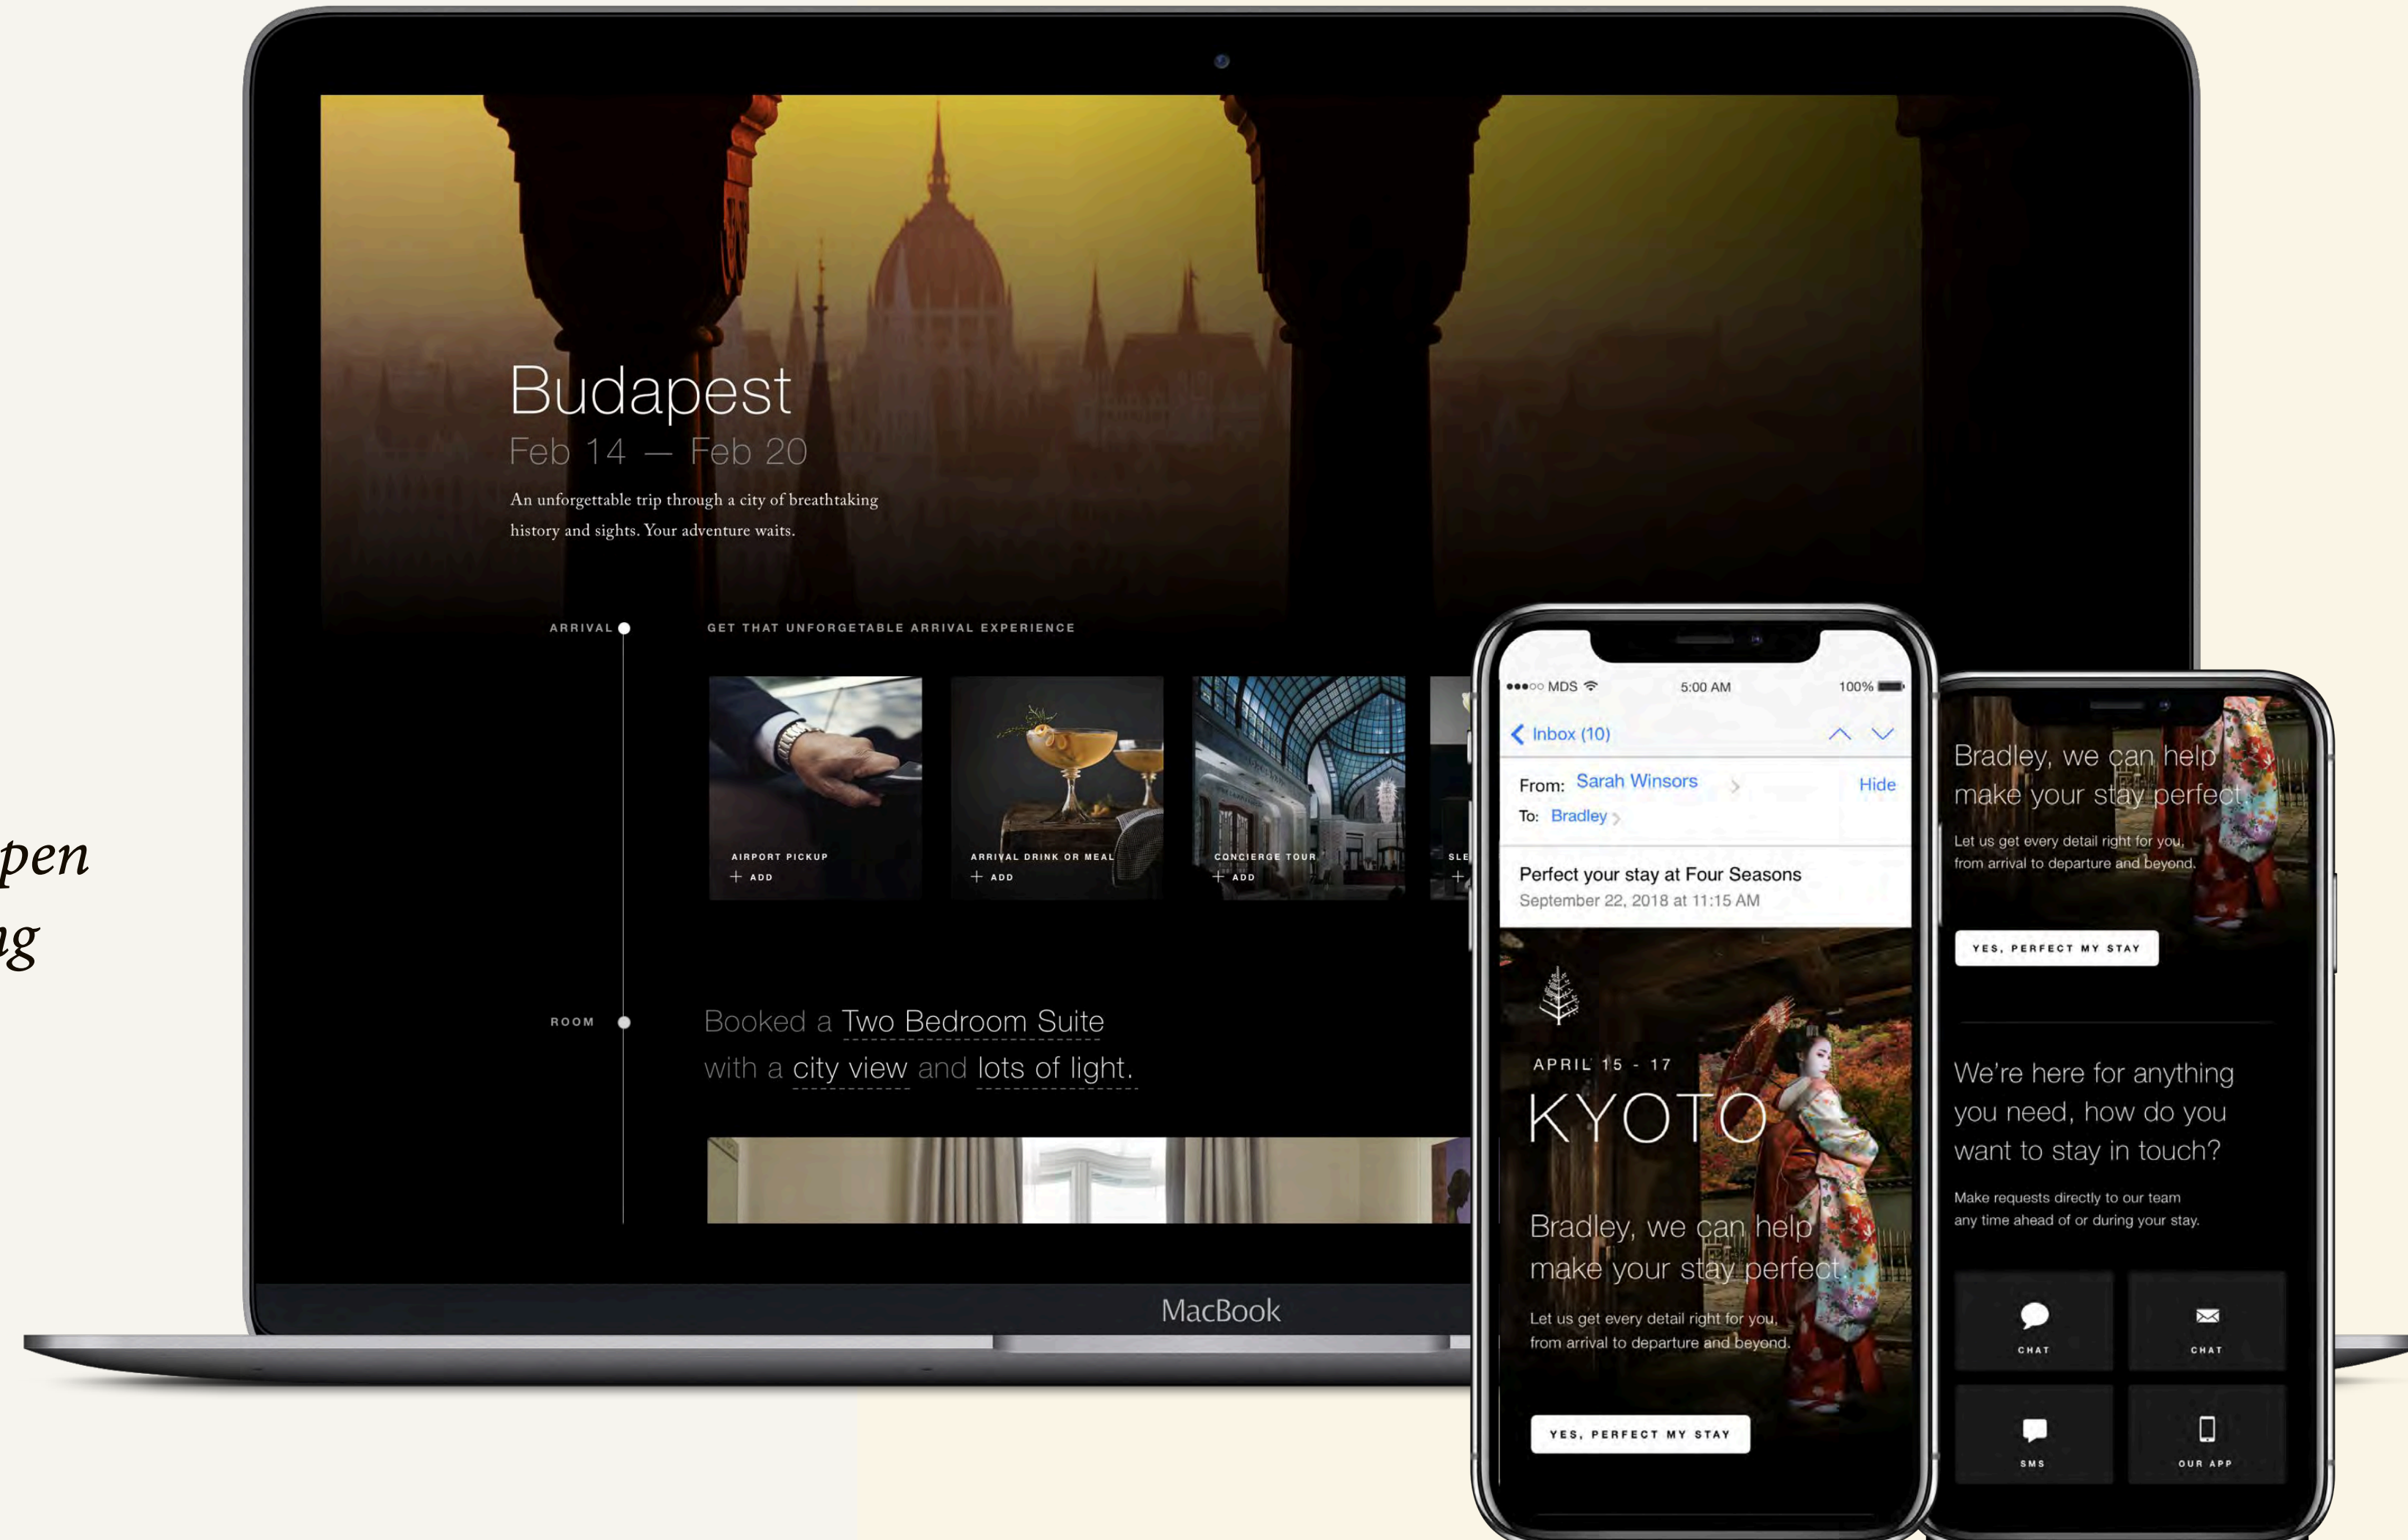 pen
ng
Budapest
Feb 14 — Feb 20
An unforgettable trip through a city of breathtaking
history and sights. Your adventure waits.
ARRIVAL
GET THAT UNFORGETABLE ARRIVAL EXPERIENCE
AIRPORT PICKUP
+ ADD
ARRIVAL DRINK OR MEAL
+ ADD
CONCIERGE TOUR
+ ADD
SLE
+
ROOM
Booked a Two Bedroom Suite
with a city view and lots of light.
MacBook
MDS
5:00 AM
100%
Inbox (10)
From: Sarah Winsors
Hide
To: Bradley
Perfect your stay at Four Seasons
September 22, 2018 at 11:15 AM
APRIL 15 - 17
KYOTO
Bradley, we can help
make your stay perfect.
Let us get every detail right for you,
from arrival to departure and beyond.
YES, PERFECT MY STAY
Bradley, we can help
make your stay perfect.
Let us get every detail right for you,
from arrival to departure and beyond.
YES, PERFECT MY STAY
We're here for anything
you need, how do you
want to stay in touch?
Make requests directly to our team
any time ahead of or during your stay.
CHAT
CHAT
SMS
OUR APP